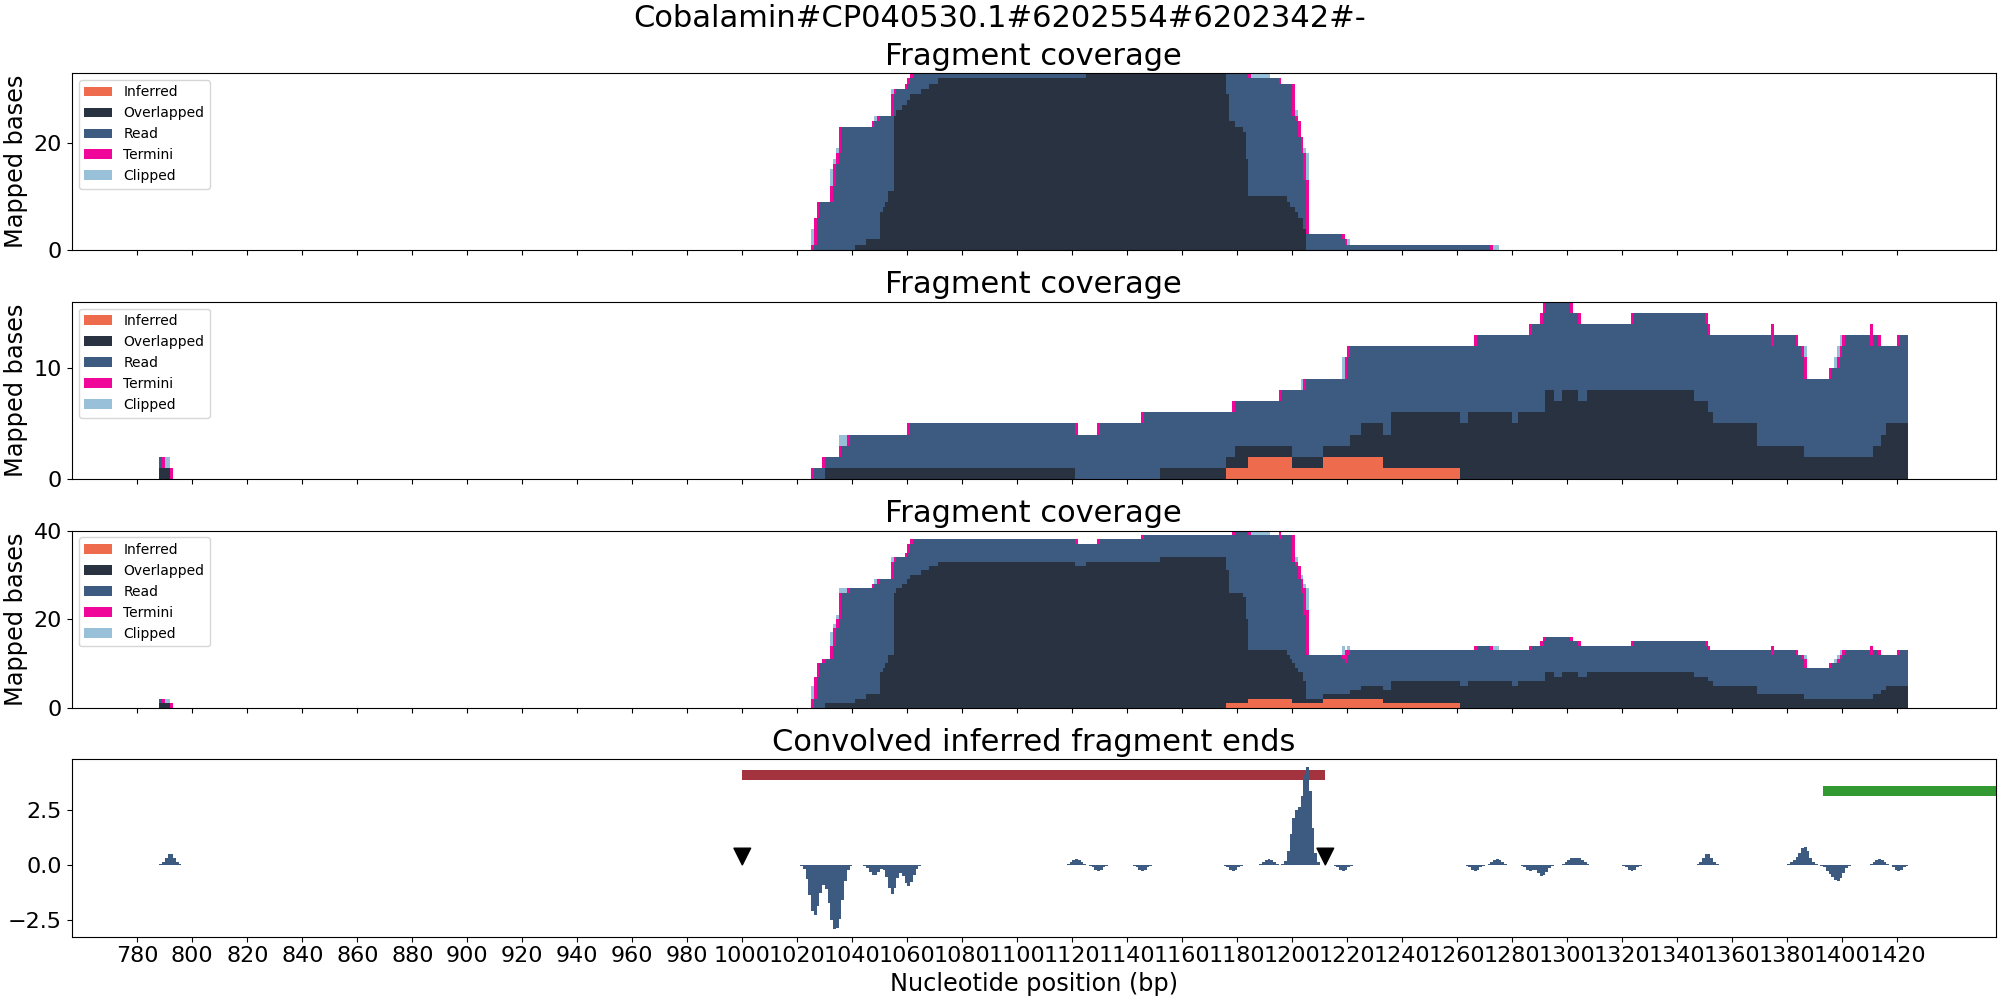 Cobalamin#CP040530.1#6202554#6202342#-
Fragment coverage
Mapped bases
20
0
Inferred
Overlapped
Read
Termini
Clipped
Fragment coverage
Mapped bases
10
0
Inferred
Overlapped
Read
Termini
Clipped
Fragment coverage
Mapped bases
40
20
0
Inferred
Overlapped
Read
Termini
Clipped
Convolved inferred fragment ends
2.5
0.0
−2.5
780 800 820 840 860 880 900 920 940 960 980 1000 1020 1040 1060 1080 1100 1120 1140 1160 1180 1200 1220 1240 1260 1280 1300 1320 1340 1360 1380 1400 1420
Nucleotide position (bp)